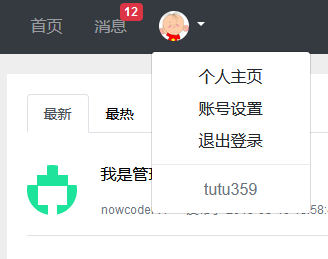 首页 消息 12
个人主页
账号设置
退出登录
tutu359
最新 最热
我是管
nowcoder